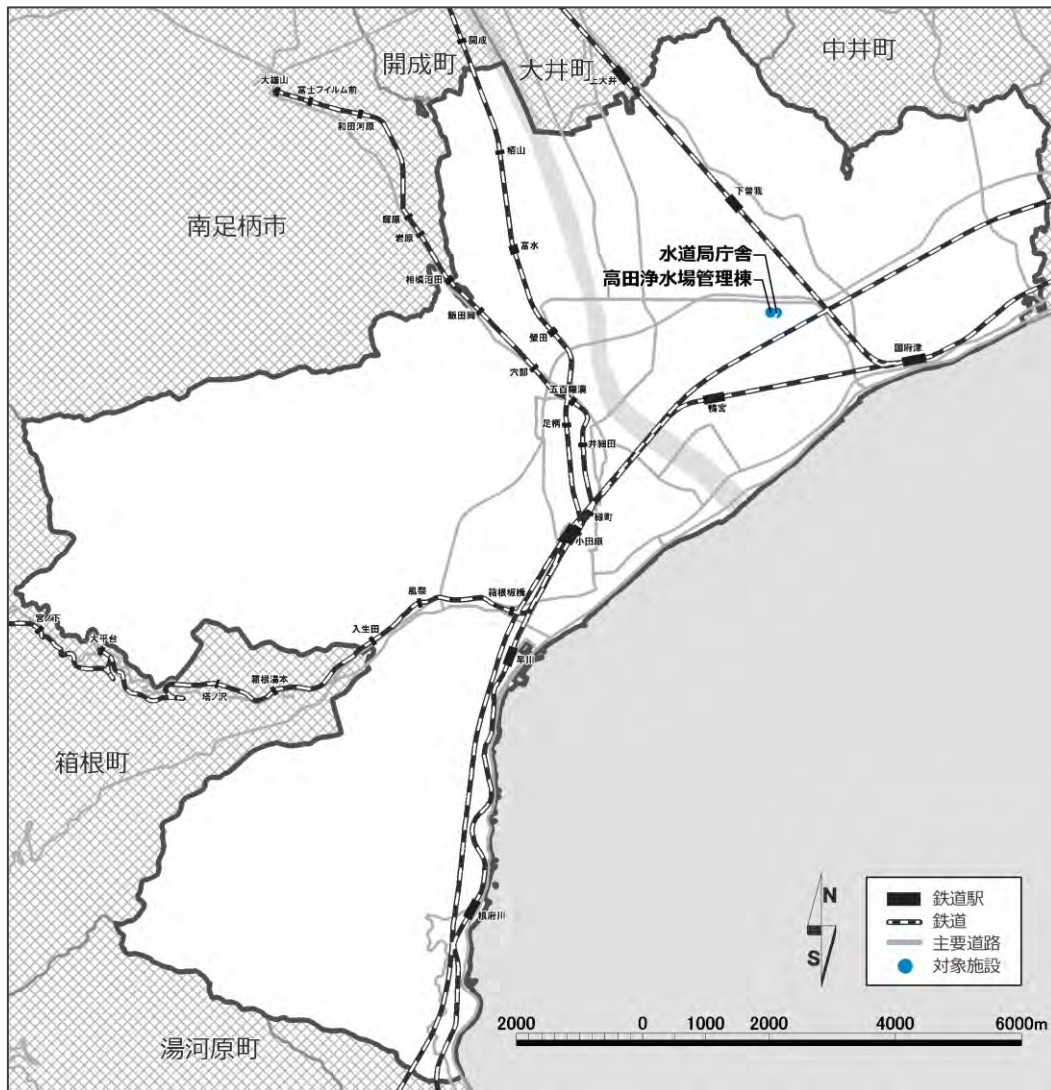 開成
開成町
大井町
上大井
中井町
大雄山
富士フイルム前
和田河原
栢山
下曽我
南足柄市
塚原
岩原
富水
水道局庁舎
高田浄水場管理棟
相模沼田
飯田岡
螢田
穴部
国府津
五百羅漢
鴨宮
足柄
井細田
緑町
小田原
風祭
箱根板橋
入生田
宮ノ下
大平台
早川
箱根湯本
塔ノ沢
箱根町
根府川
湯河原町
N
S
鉄道駅
鉄道
主要道路
対象施設
2000 0 1000 2000 4000 6000m